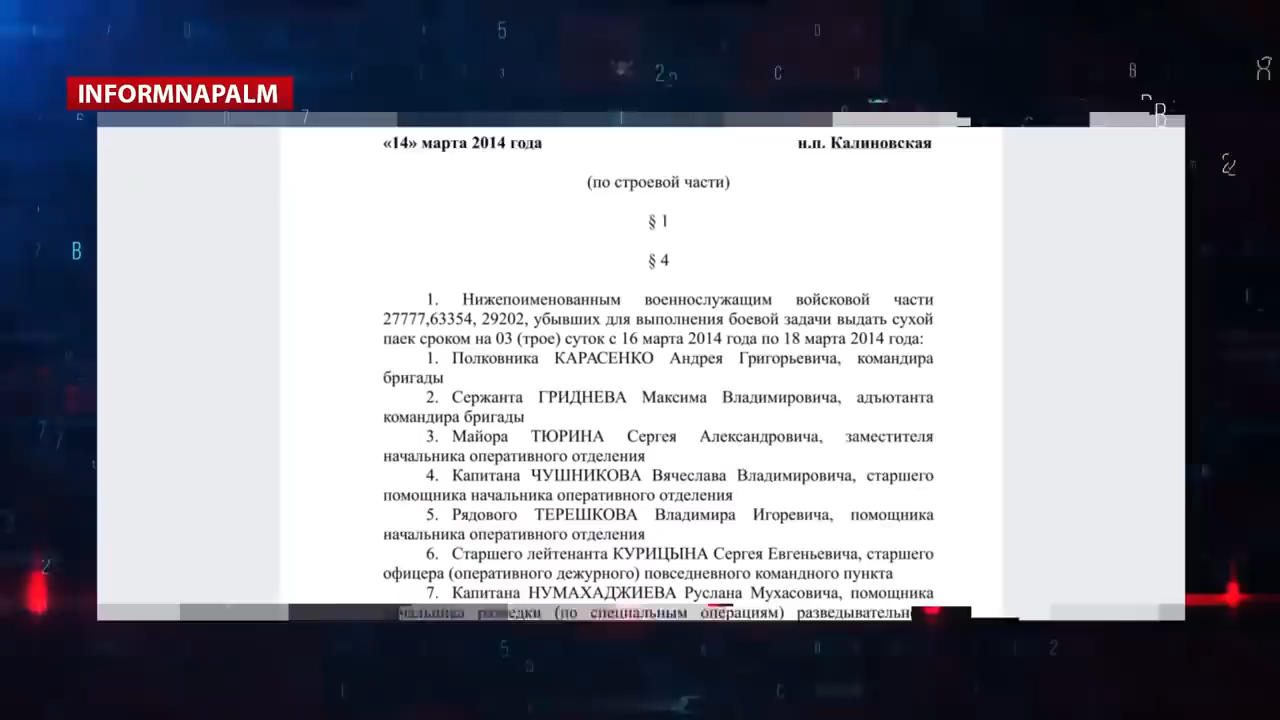 INFORMNAPALM
«14» марта 2014 года н.п. Калиновская
(по строевой части)
§ 1
§ 4
1. Нижепоименованным военнослужащим войсковой части
27777,63354, 29202, убывших для выполнения боевой задачи выдать сухой
паек сроком на 03 (трое) суток с 16 марта 2014 года по 18 марта 2014 года:
1. Полковника КАРАСЕНКО Андрея Григорьевича, командира
бригады
2. Сержанта ГРИДНЕВА Максима Владимировича, адъютанта
командира бригады
3. Майора ТЮРИНА Сергея Александровича, заместителя
начальника оперативного отделения
4. Капитана ЧУШНИКОВА Вячеслава Владимировича, старшего
помощника начальника оперативного отделения
5. Рядового ТЕРЕШКОВА Владимира Игоревича, помощника
начальника оперативного отделения
6. Старшего лейтенанта КУРИЦЫНА Сергея Евгеньевича, старшего
офицера (оперативного дежурного) повседневного командного пункта
7. Капитана НУМАХАДЖИЕВА Руслана Мухасовича, помощника
начальника разведки (по специальным операциям)